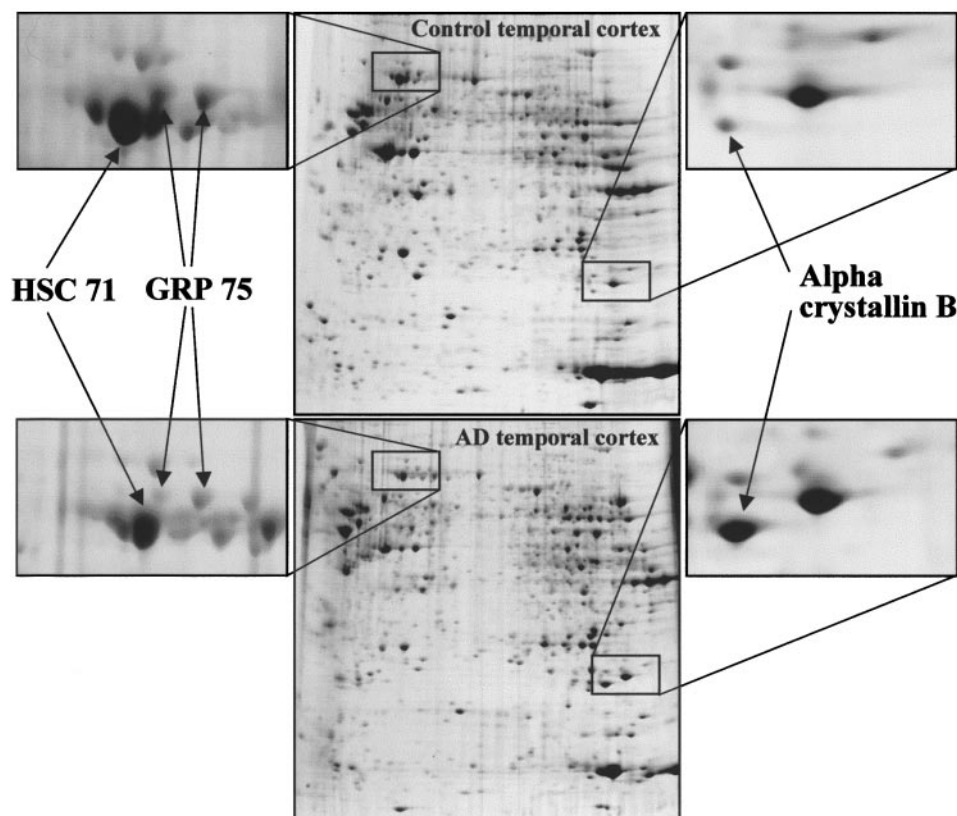 Control temporal cortex
HSC 71
GRP 75
Alpha
crystallin B
AD temporal cortex